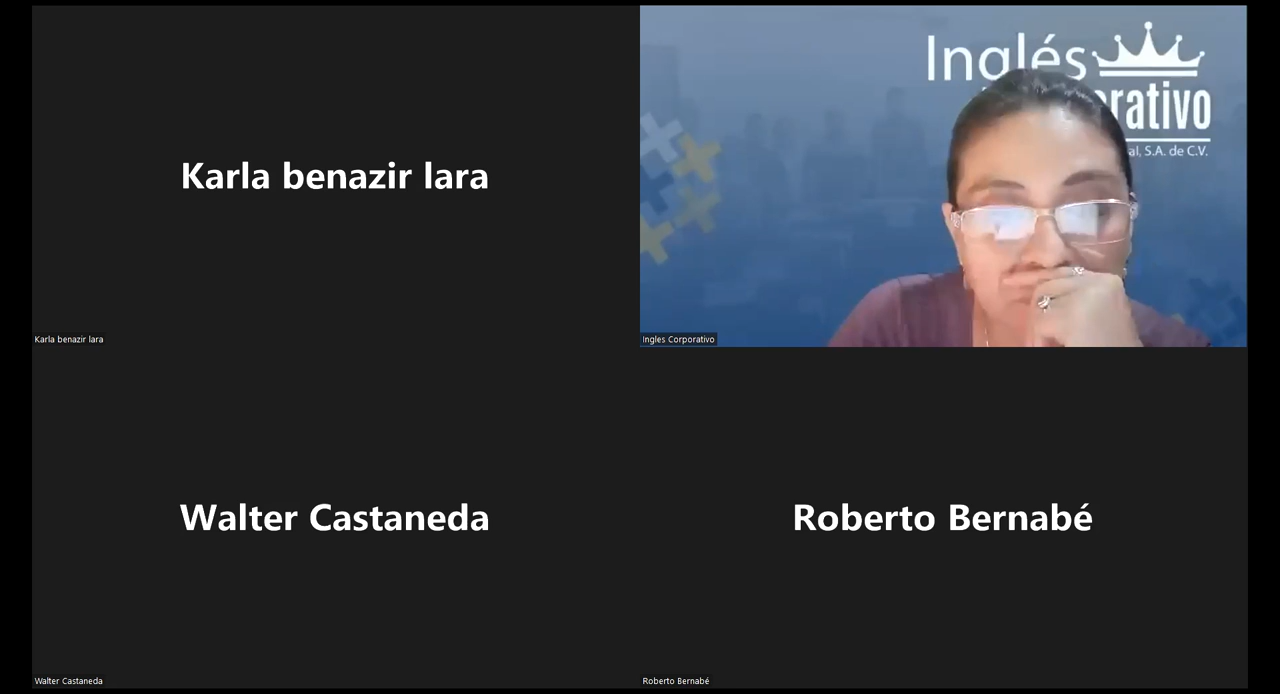 Karla benazir lara
Karla benazir lara
Inglés
al, S.A. de C.V.
Ingles Corporativo
Walter Castaneda
Walter Castaneda
Roberto Bernabé
Roberto Bernabé